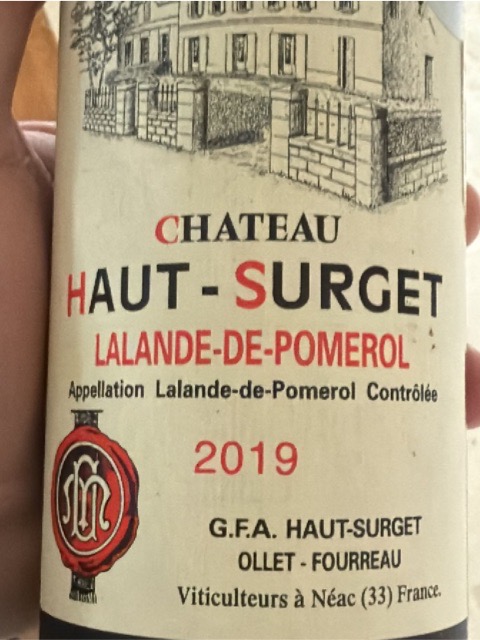 CHATEAU
HAUT-SURGET
LALANDE-DE-POMEROL
Appellation Lalande-de-Pomerol Contrôlée
2019
G.F.A. HAUT-SURGET
OLLET - FOURREAU
Viticulteurs à Néac (33) France.